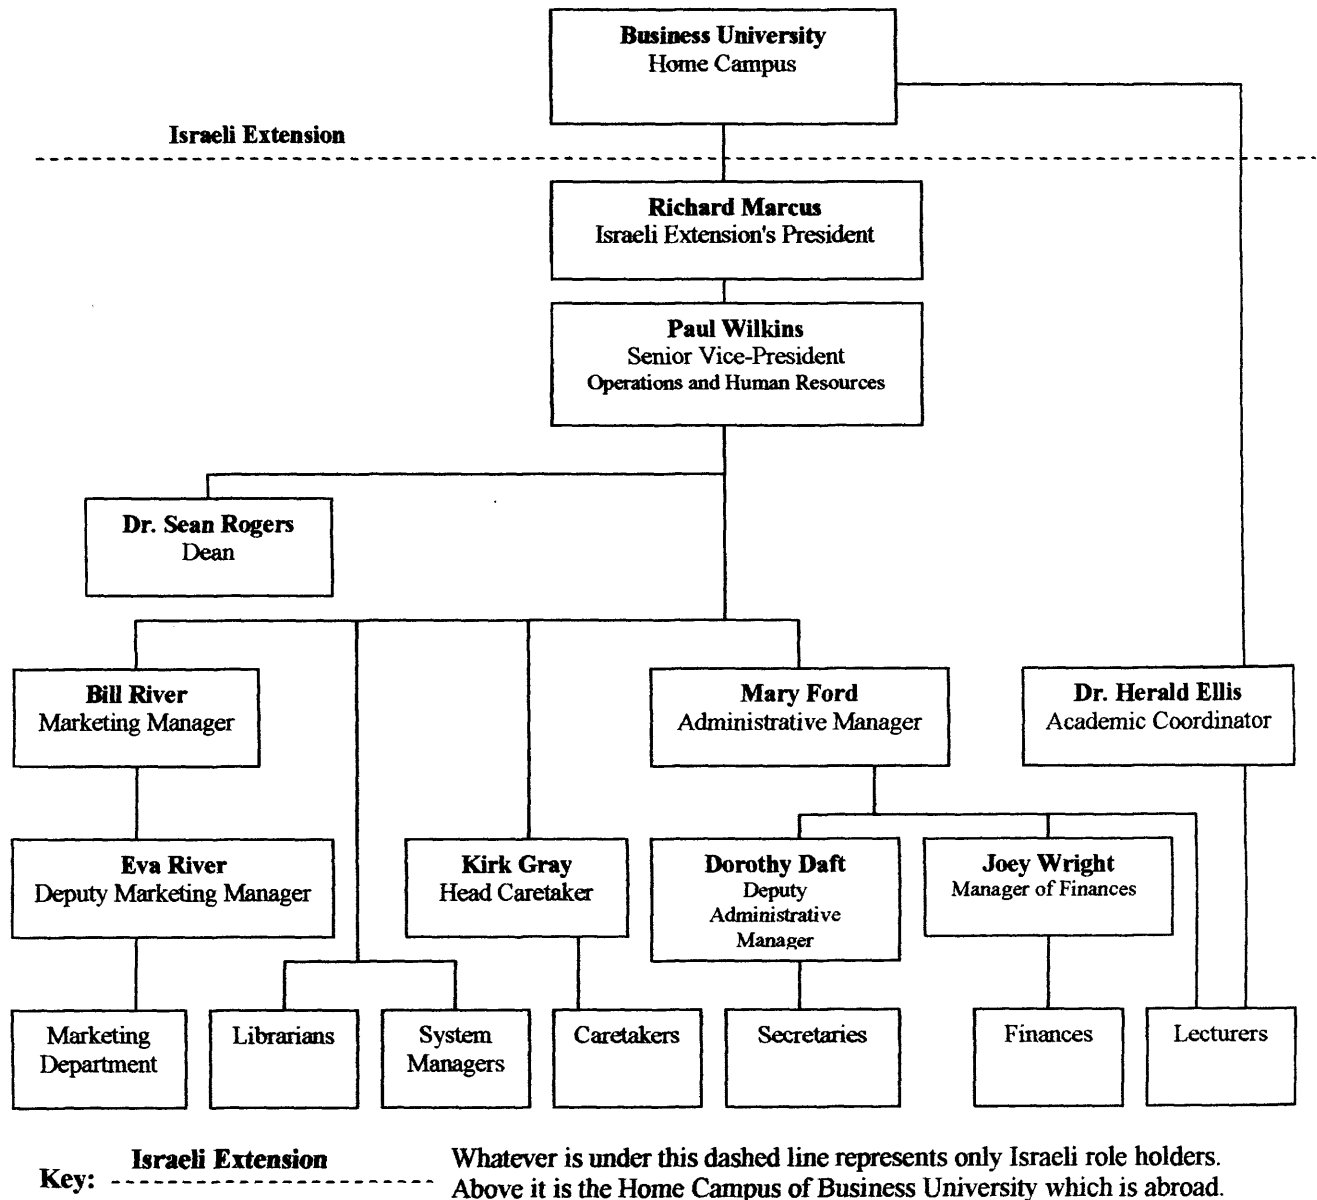 Business University
Home Campus
Israeli Extension
Richard Marcus
Israeli Extension's President
Paul Wilkins
Senior Vice-President
Operations and Human Resources
Dr. Sean Rogers
Dean
Bill River
Marketing Manager
Mary Ford
Administrative Manager
Dr. Herald Ellis
Academic Coordinator
Eva River
Deputy Marketing Manager
Kirk Gray
Head Caretaker
Dorothy Daft
Deputy
Administrative
Manager
Joey Wright
Manager of Finances
Marketing
Department
Librarians
System
Managers
Caretakers
Secretaries
Finances
Lecturers
Key:
Israeli Extension
Whatever is under this dashed line represents only Israeli role holders.
Above it is the Home Campus of Business University which is abroad.